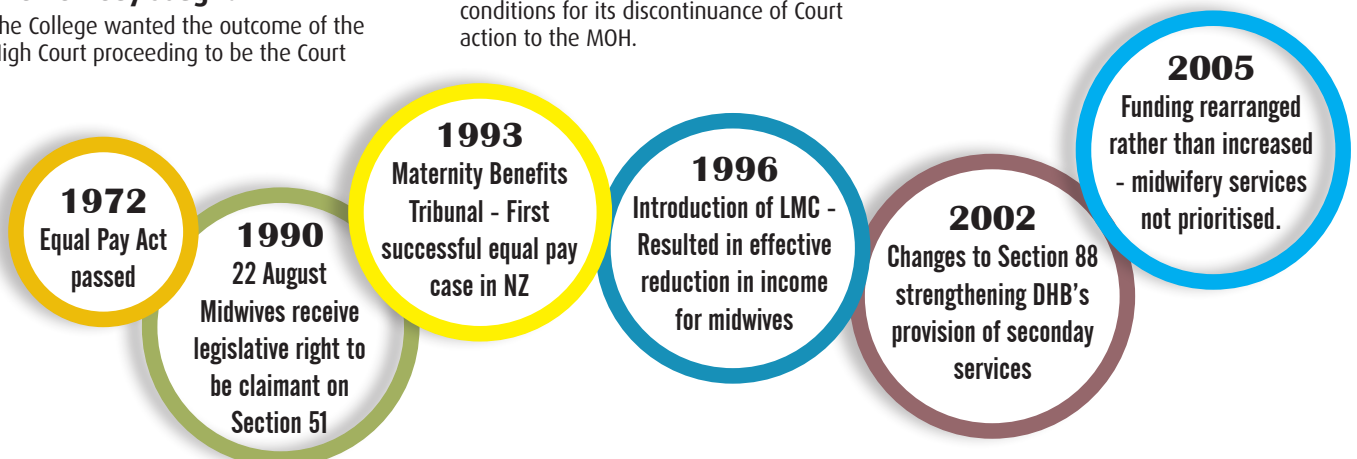 The College wanted the outcome of the
High Court proceeding to be the Court
conditions for its discontinuance of Court
action to the MOH.
1972
Equal Pay Act
passed
1990
22 August
Midwives receive
legislative right to
be claimant on
Section 51
1993
Maternity Benefits
Tribunal - First
successful equal pay
case in NZ
1996
Introduction of LMC -
Resulted in effective
reduction in income
for midwives
2002
Changes to Section 88
strengthening DHB's
provision of seconday
services
2005
Funding rearranged
rather than increased
- midwifery services
not prioritised.